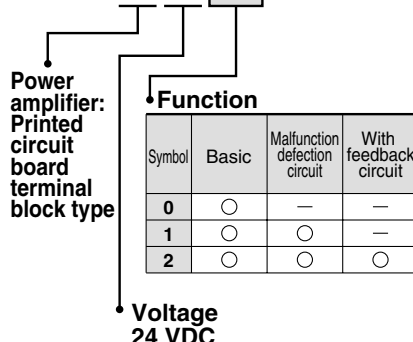 Power
amplifier:
Printed
circuit
board
terminal
block type
Function
Symbol Basic Malfunction defection circuit With feedback circuit
0 ○ — —
1 ○ ○ —
2 ○ ○ ○
Voltage
24 VDC